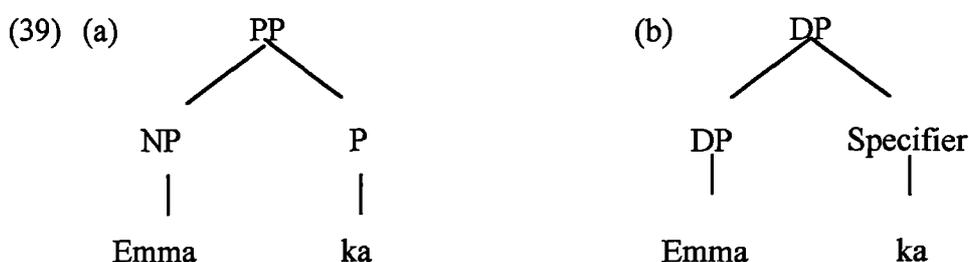 (39) (a) PP (b) DP
NP P DP Specifier
Emma ka Emma ka